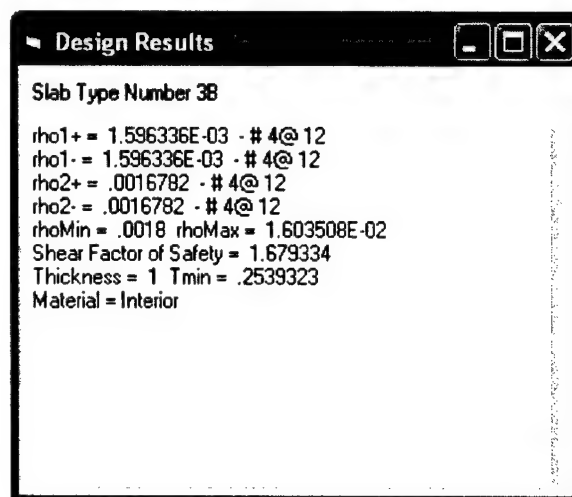 Design Results
Slab Type Number 3B
rho1+ = 1.596336E-03 - # 4@ 12
rho1- = 1.596336E-03 - # 4@ 12
rho2+ = .0016782 - # 4@ 12
rho2- = .0016782 - # 4@ 12
rhoMin = .0018 rhoMax = 1.603508E-02
Shear Factor of Safety = 1.679334
Thickness = 1 Tmin = .2539323
Material = Interior